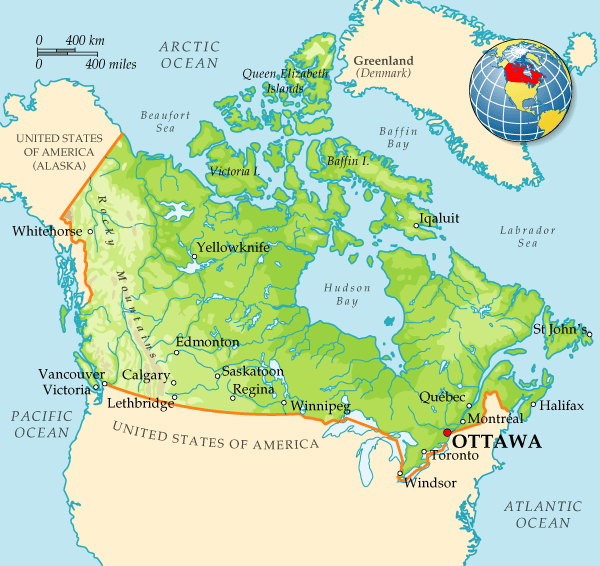 0 400 km
0 400 miles
ARCTIC
OCEAN
Queen Elizabeth
Islands
Greenland
(Denmark)
Beaufort
Sea
Baffin
Bay
UNITED STATES
OF AMERICA
(ALASKA)
Victoria I.
Baffin I.
Rocky Mountains
Whitehorse
Iqaluit
Labrador
Sea
Yellowknife
Hudson
Bay
St John's
Edmonton
Vancouver
Calgary
Saskatoon
Victoria
Regina
Lethbridge
Winnipeg
Québec
Halifax
Montréal
PACIFIC
OCEAN
UNITED STATES OF AMERICA
OTTAWA
Toronto
Windsor
ATLANTIC
OCEAN